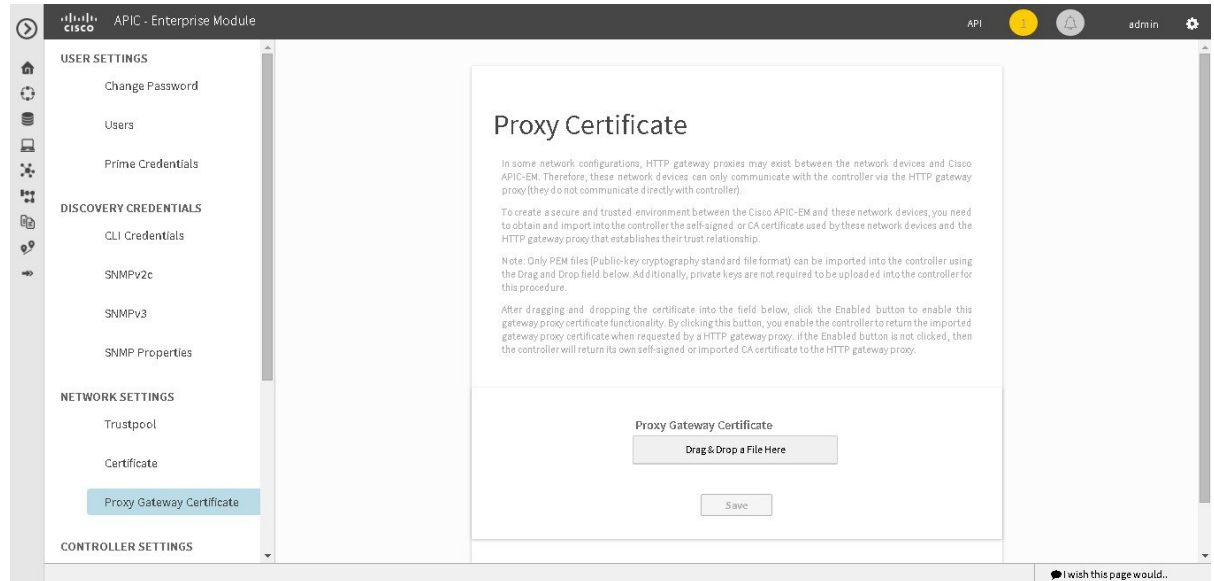 cisco APIC - Enterprise Module
API 1 admin
USER SETTINGS
Change Password
Users
Prime Credentials
DISCOVERY CREDENTIALS
CLI Credentials
SNMPv2c
SNMPv3
SNMP Properties
NETWORK SETTINGS
Trustpool
Certificate
Proxy Gateway Certificate
CONTROLLER SETTINGS
Proxy Certificate
In some network configurations, HTTP gateway proxies may exist between the network devices and Cisco
APIC-EM. Therefore, these network devices can only communicate with the controller via the HTTP gateway
proxy (they do not communicate directly with controller).
To create a secure and trusted environment between the Cisco APIC-EM and these network devices, you need
to obtain and import into the controller the self-signed or CA certificate used by these network devices and the
HTTP gateway proxy that establishes their trust relationship.
Note: Only PEM files (Public-key cryptography standard file format) can be imported into the controller using
the Drag and Drop field below. Additionally, private keys are not required to be uploaded into the controller for
this procedure.
After dragging and dropping the certificate into the field below, click the Enabled button to enable this
gateway proxy certificate functionality. By clicking this button, you enable the controller to return the imported
gateway proxy certificate when requested by a HTTP gateway proxy. If the Enabled button is not clicked, then
the controller will return its own self-signed or imported CA certificate to the HTTP gateway proxy.
Proxy Gateway Certificate
Drag & Drop a File Here
Save
I wish this page would..